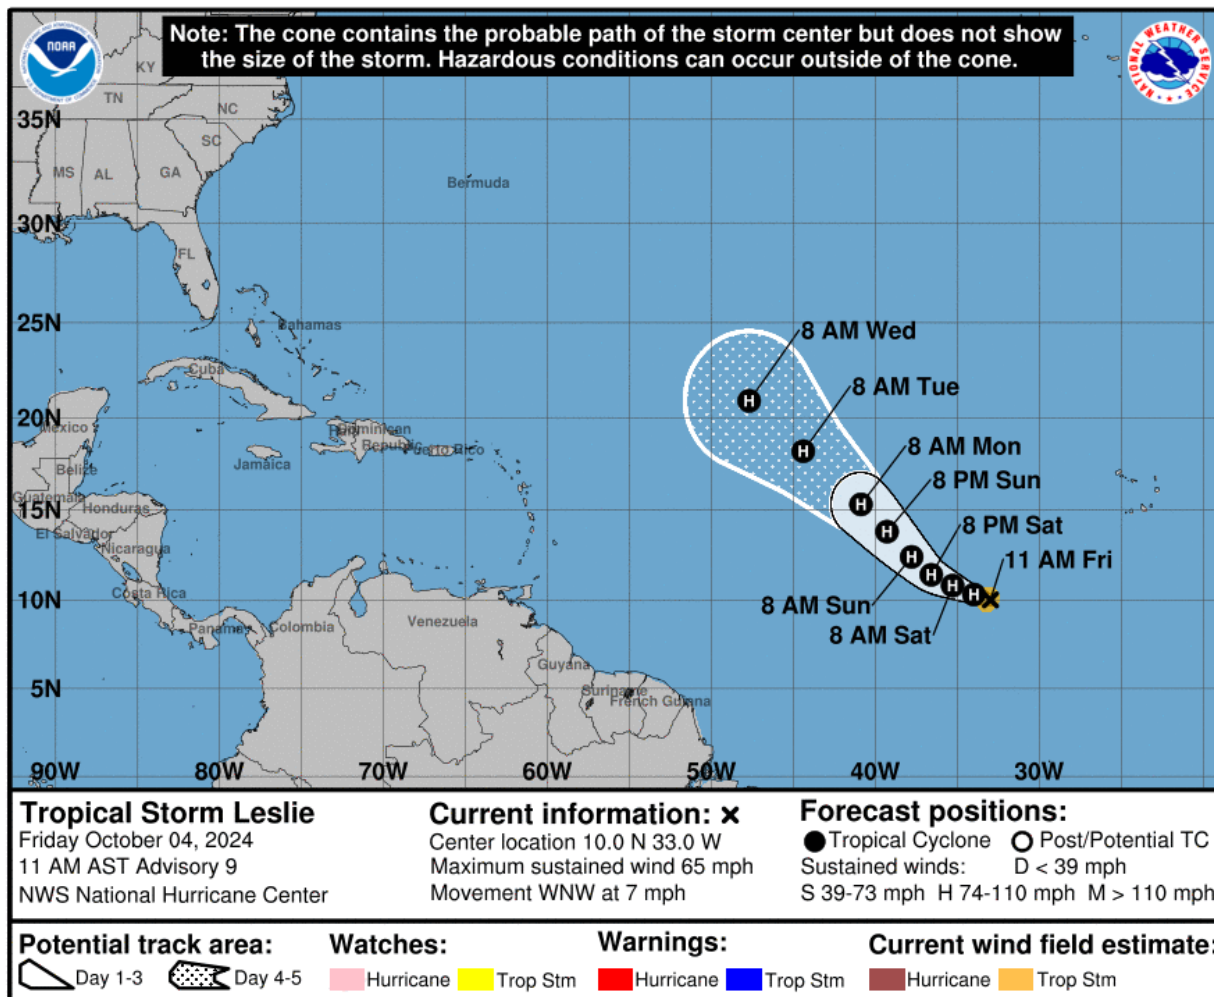 Note: The cone contains the probable path of the storm center but does not show
the size of the storm. Hazardous conditions can occur outside of the cone.
NOAA
NATIONAL WEATHER SERVICE
KY
TN
NC
35N
SC
MS
AL
GA
Bermuda
30N
FL
25N
Bahamas
8 AM Wed
Cuba
8 AM Tue
20N
Mexico
Dominican
Republic
Puerto Rico
Jamaica
8 AM Mon
Belize
8 PM Sun
Guatemala
Honduras
15N
8 PM Sat
El Salvador
Nicaragua
11 AM Fri
Costa Rica
10N
8 AM Sun
Panama
Colombia
Venezuela
8 AM Sat
Guyana
5N
Suriname
French Guiana
90W 80W 70W 60W 50W 40W 30W
H H H H H H H H
Tropical Storm Leslie
Friday October 04, 2024
11 AM AST Advisory 9
NWS National Hurricane Center
Current information: x
Center location 10.0 N 33.0 W
Maximum sustained wind 65 mph
Movement WNW at 7 mph
Forecast positions:
Tropical Cyclone Post/Potential TC
Sustained winds: D < 39 mph
S 39-73 mph H 74-110 mph M > 110 mph
Potential track area:
Day 1-3 Day 4-5
Watches:
Hurricane Trop Stm
Warnings:
Hurricane Trop Stm
Current wind field estimate:
Hurricane Trop Stm